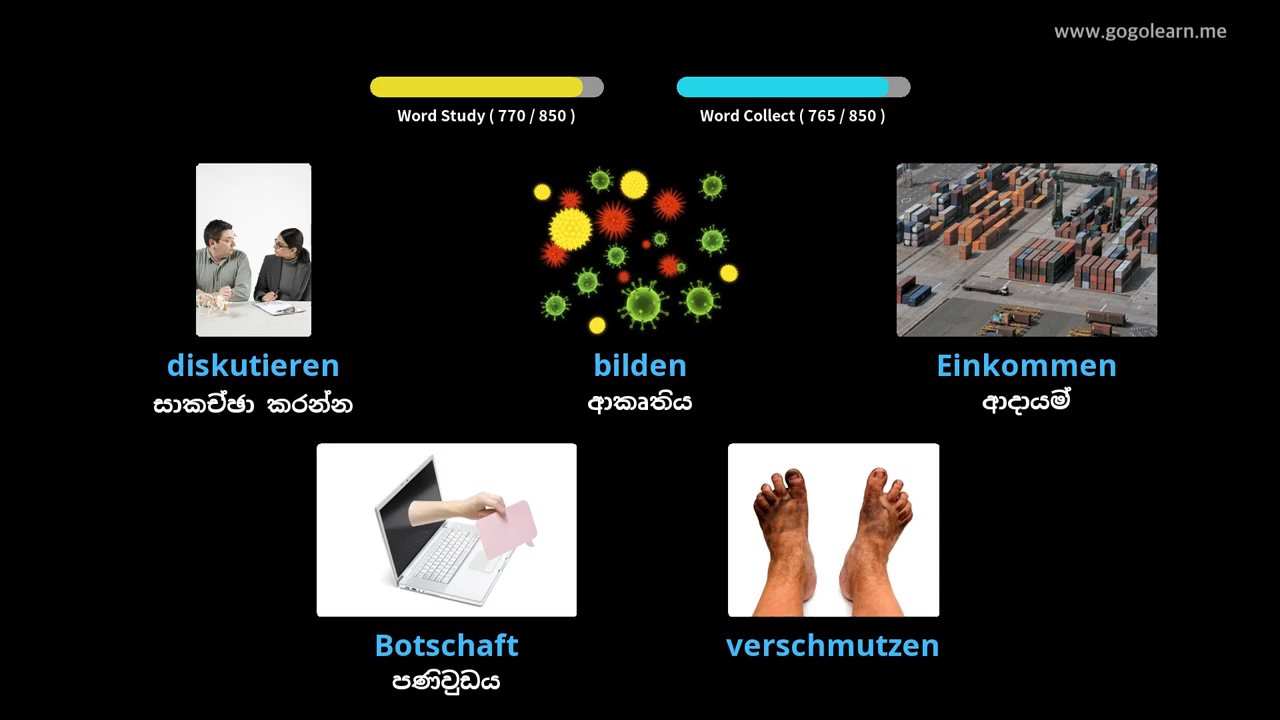 www.gogolearn.me
Word Study ( 770 / 850 )
Word Collect ( 765 / 850 )
diskutieren
සාකච්ඡා කරන්න
bilden
ආකෘතිය
Einkommen
ආදායම්
Botschaft
පණිවුඩය
verschmutzen